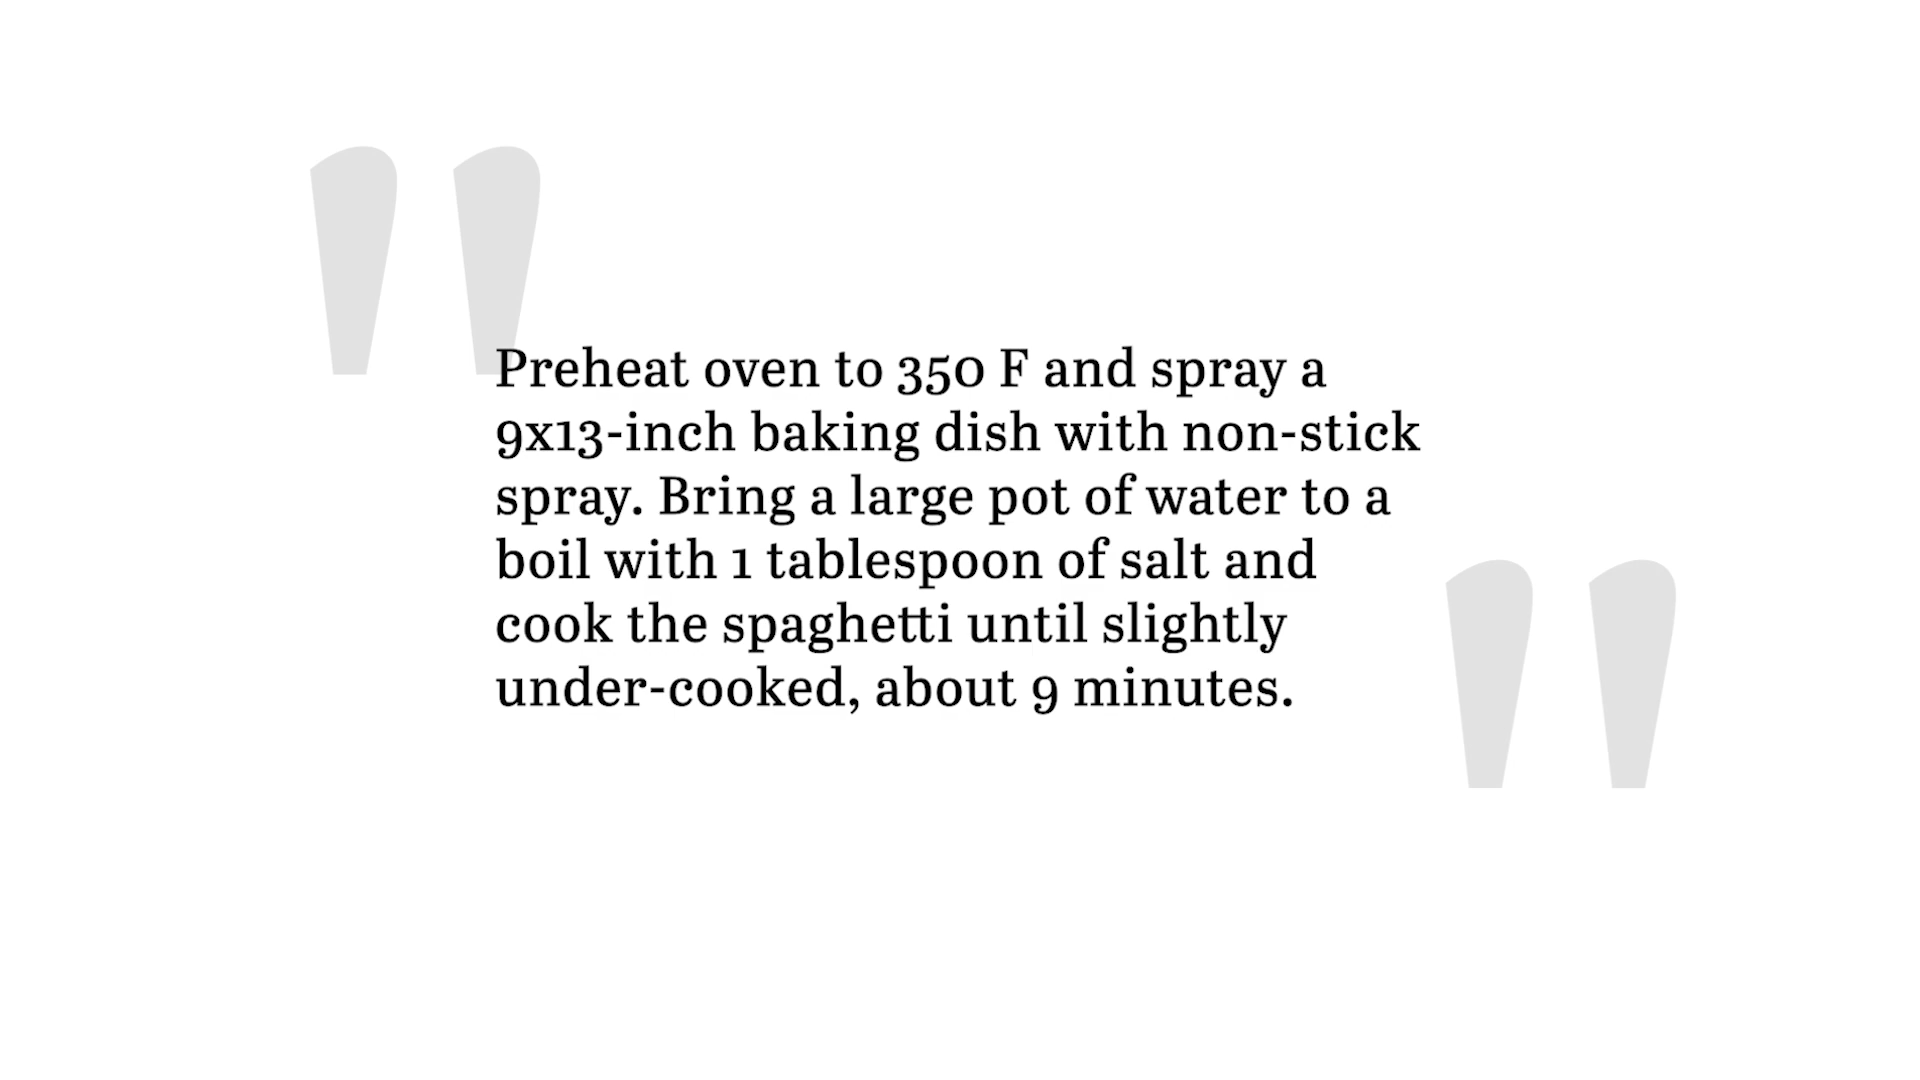 Preheat oven to 350 F and spray a
9x13-inch baking dish with non-stick
spray. Bring a large pot of water to a
boil with 1 tablespoon of salt and
cook the spaghetti until slightly
under-cooked, about 9 minutes.